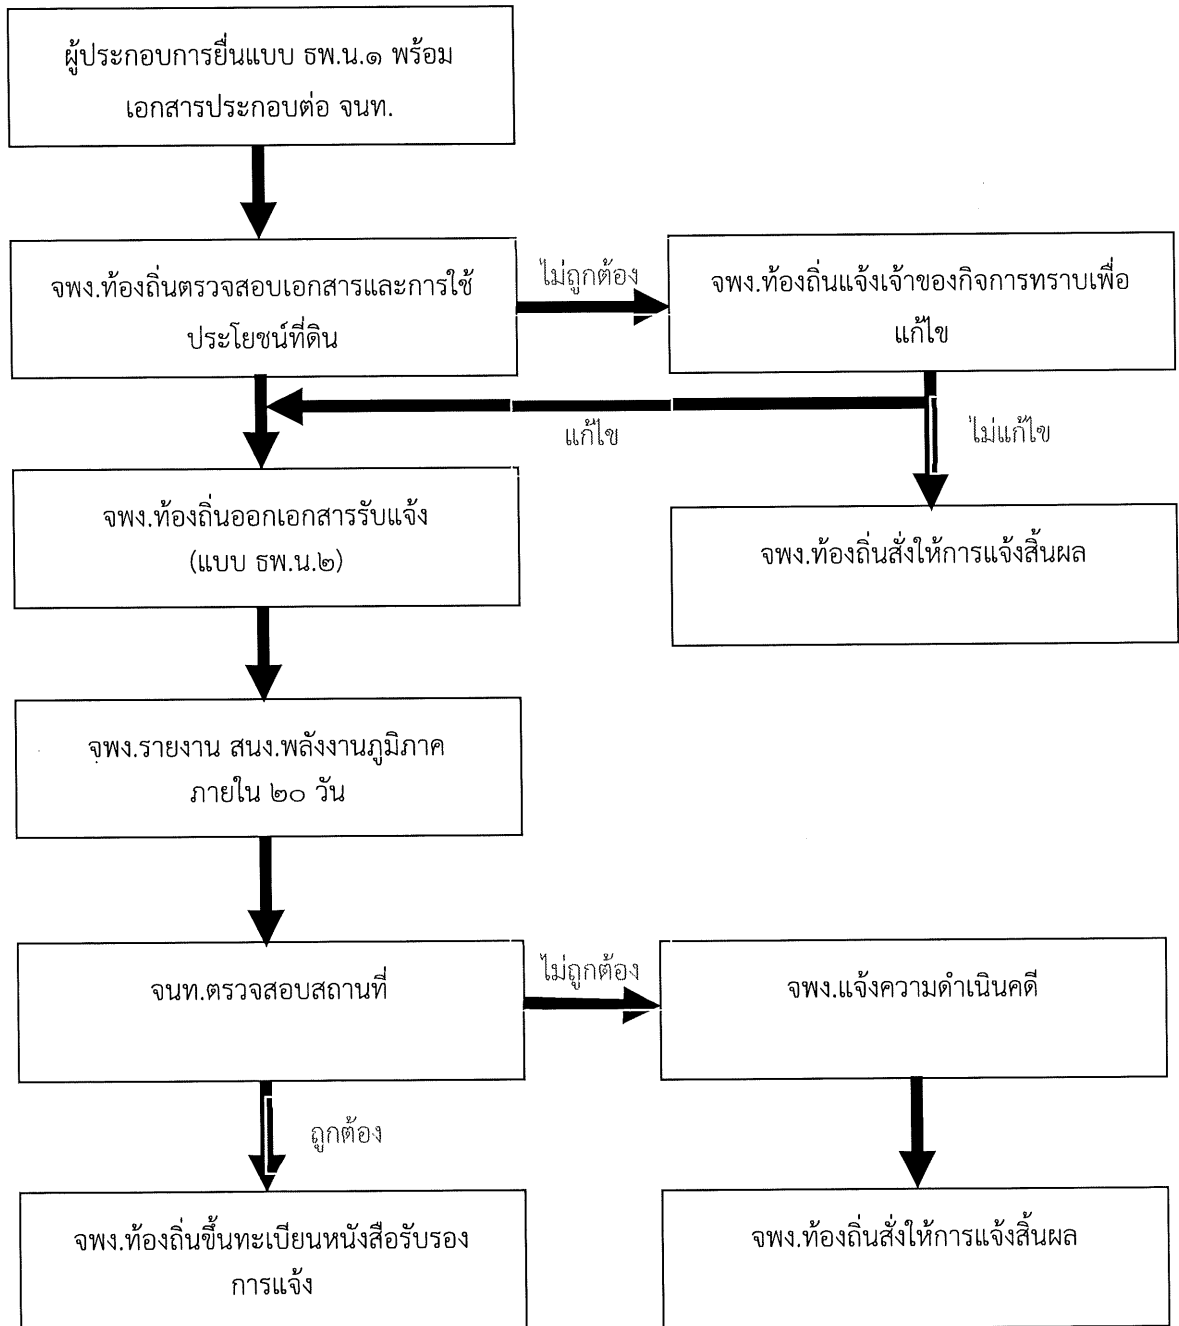 ผู้ประกอบการยื่นแบบ ธพ.น.๑ พร้อม
เอกสารประกอบต่อ จนท.
จพง.ท้องถิ่นตรวจสอบเอกสารและการใช้
ประโยชน์ที่ดิน
ไม่ถูกต้อง
จพง.ท้องถิ่นแจ้งเจ้าของกิจการทราบเพื่อ
แก้ไข
แก้ไข
ไม่แก้ไข
จพง.ท้องถิ่นออกเอกสารรับแจ้ง
(แบบ ธพ.น.๒)
จพง.ท้องถิ่นสั่งให้การแจ้งสิ้นผล
จพง.รายงาน สนง.พลังงานภูมิภาค
ภายใน ๒๐ วัน
จนท.ตรวจสอบสถานที่
ไม่ถูกต้อง
จพง.แจ้งความดำเนินคดี
ถูกต้อง
จพง.ท้องถิ่นขึ้นทะเบียนหนังสือรับรอง
การแจ้ง
จพง.ท้องถิ่นสั่งให้การแจ้งสิ้นผล